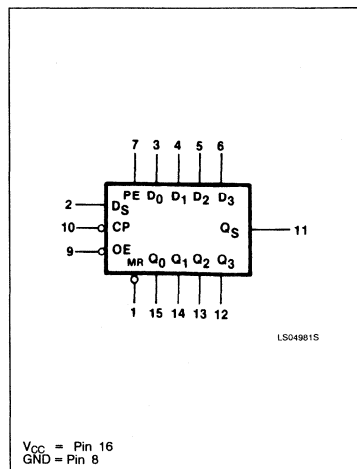 7 3 4 5 6
PE D0 D1 D2 D3
2 DS
10 CP QS 11
9 OE
MR Q0 Q1 Q2 Q3
1 15 14 13 12
LS04981S
VCC = Pin 16
GND = Pin 8